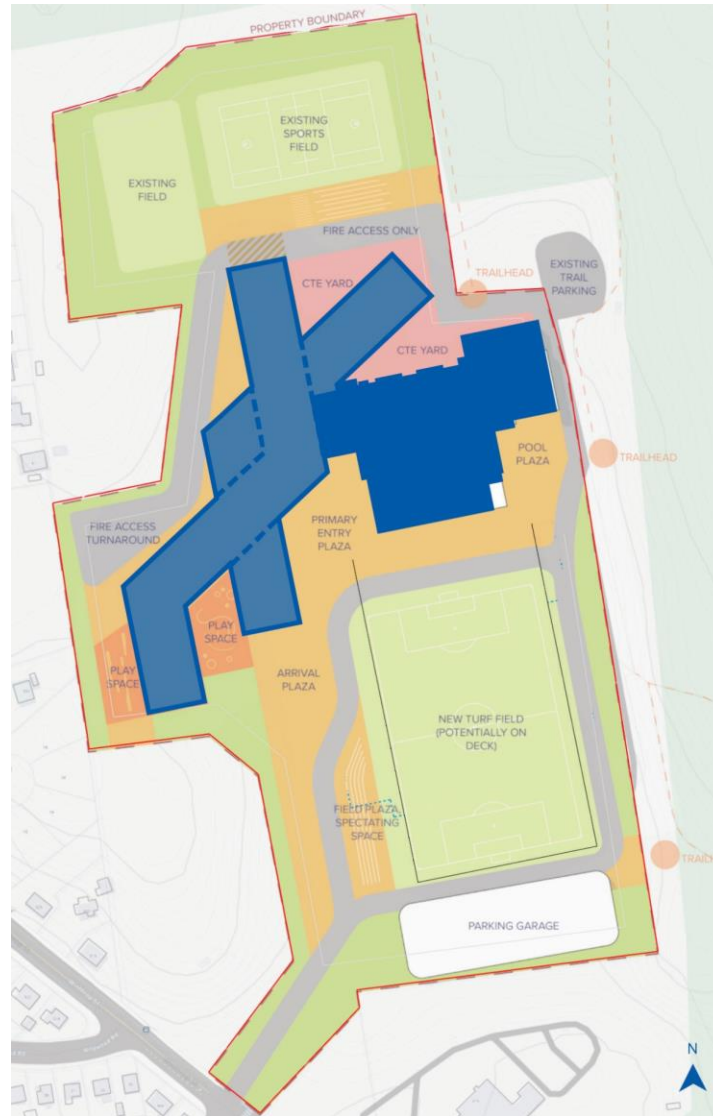 PROPERTY BOUNDARY
EXISTING
SPORTS
FIELD
EXISTING
FIELD
FIRE ACCESS ONLY
TRAILHEAD
EXISTING
TRAIL
PARKING
CTE YARD
CTE YARD
POOL
PLAZA
TRAILHEAD
PRIMARY
ENTRY
PLAZA
FIRE ACCESS
TURNAROUND
PLAY
SPACE
PLAY
SPACE
ARRIVAL
PLAZA
NEW TURF FIELD
(POTENTIALLY ON
DECK)
FIELD PLAZA,
SPECTATING
SPACE
TRAIL
PARKING GARAGE
N